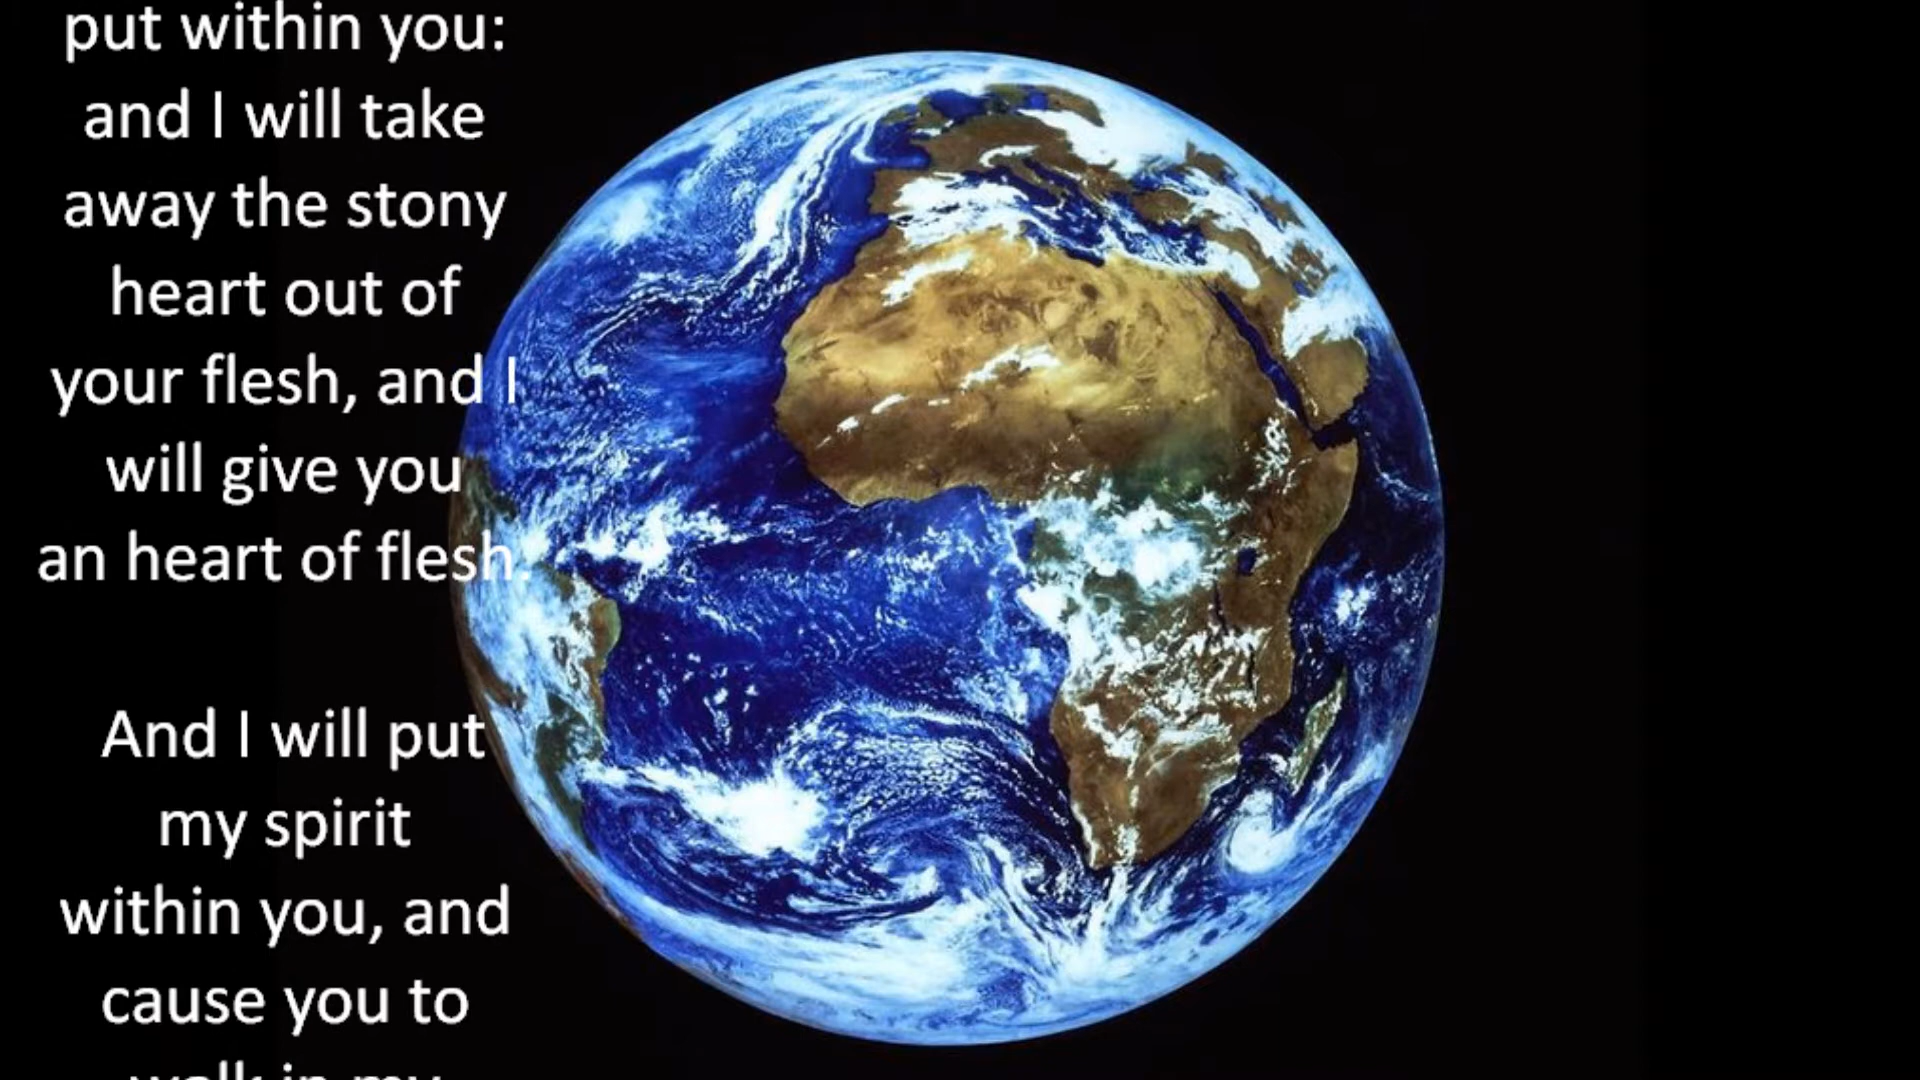 put within you:
and I will take
away the stony
heart out of
your flesh, and I
will give you
an heart of flesh.
And I will put
my spirit
within you, and
cause you to
walk in my